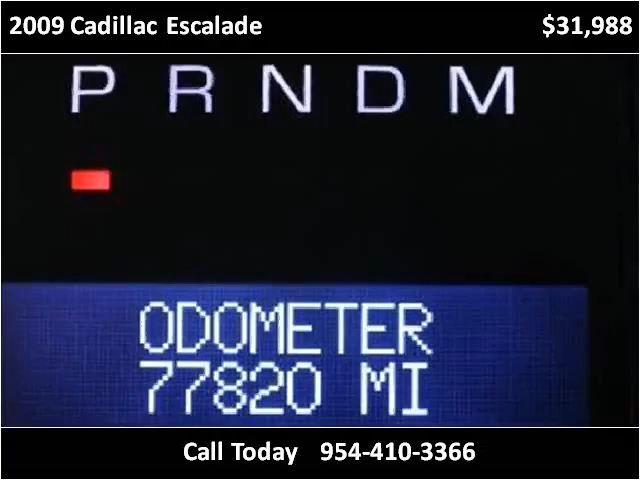 2009 Cadillac Escalade $31,988
P R N D M
ODOMETER
77820 MI
Call Today 954-410-3366